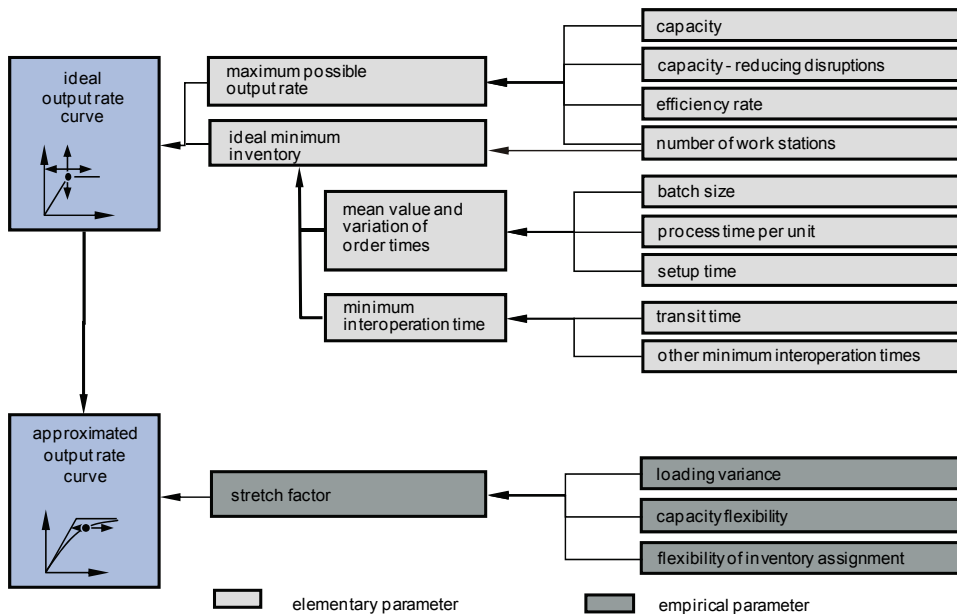 ideal
output rate
curve
maximum possible
output rate
ideal minimum
inventory
mean value and
variation of
order times
minimum
interoperation time
capacity
capacity - reducing disruptions
efficiency rate
number of work stations
batch size
process time per unit
setup time
transit time
other minimum interoperation times
approximated
output rate
curve
stretch factor
loading variance
capacity flexibility
flexibility of inventory assignment
elementary parameter
empirical parameter